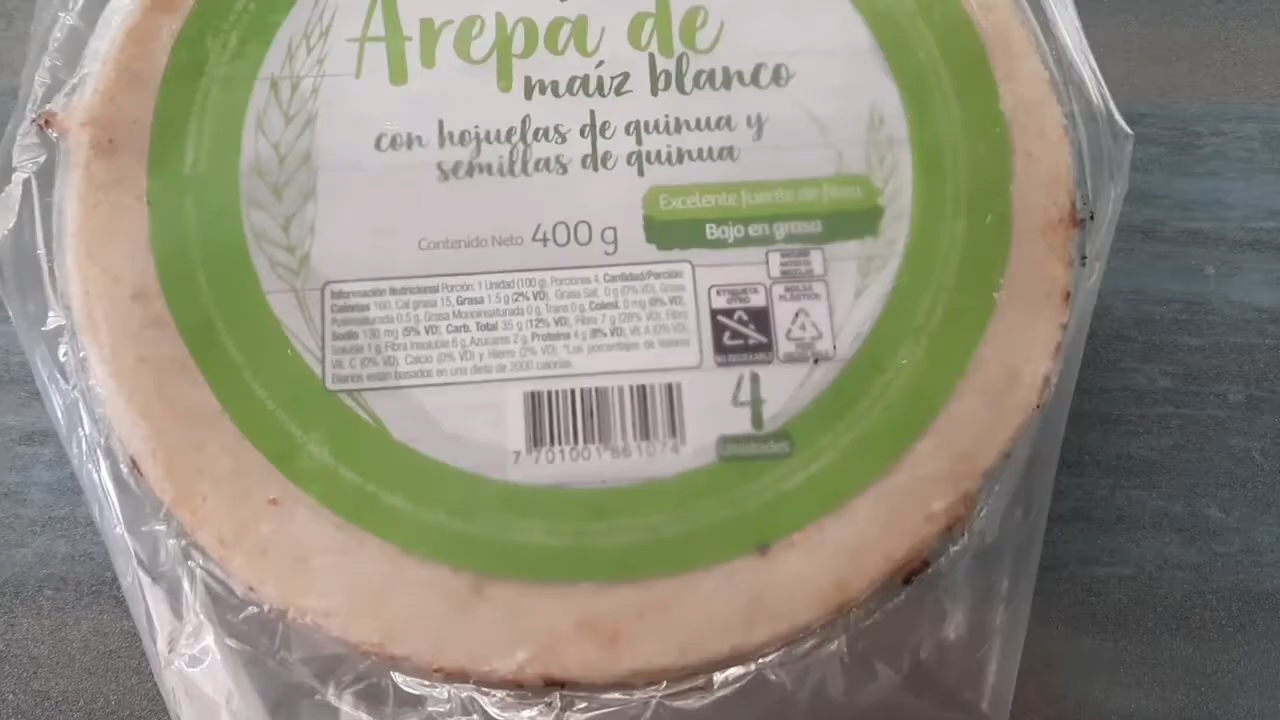 Arepa de
maíz blanco
con hojuelas de quinua y
semillas de quinua
Excelente fuente de fibra
Bajo en grasa
Contenido Neto 400 g
Información Nutricional Porción: 1 Unidad (100 g), Porciones 4, Cantidad/Porción:
Calorías 160, Cal grasa 15, Grasa 1.5 g (2% VD), Grasa Sat. 0 g (0% VD), Grasa
Poliinsaturada 0.5 g, Grasa Monoinsaturada 0 g, Trans 0 g, Colest. 0 mg (0% VD),
Sodio 130 mg (5% VD), Carb. Total 35 g (12% VD), Fibra 7 g (28% VD), Fibra
Soluble 1 g, Fibra Insoluble 6 g, Azúcares 2 g, Proteína 4 g (8% VD), Vit. A (0% VD),
Vit. C (0% VD), Calcio (0% VD) y Hierro (2% VD). *Los porcentajes de Valores
Diarios están basados en una dieta de 2000 calorías.
ETIQUETA
OTRO
NO RECICLABLE
BOLSA
PLÁSTICO
4
7 701001 861074
4
Unidades